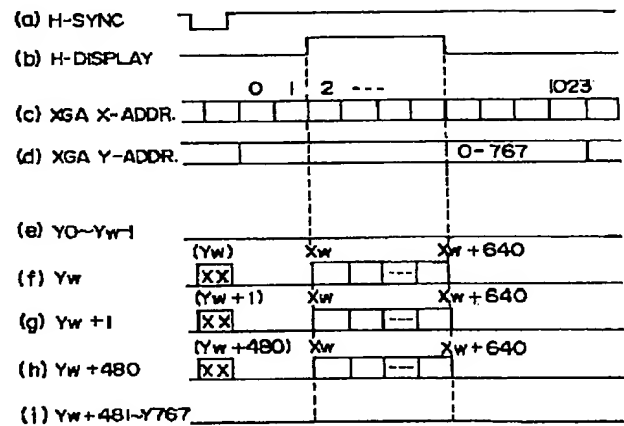 (a) H-SYNC
(b) H-DISPLAY
0 1 2 --- 1023
(c) XGA X-ADDR.
(d) XGA Y-ADDR. 0-767
(e) Y0~Yw-1
(Yw) Xw Xw+640
(f) Yw XX ---
(Yw+1) Xw Xw+640
(g) Yw+1 XX ---
(Yw+480) Xw Xw+640
(h) Yw+480 XX ---
(i) Yw+481~Y767